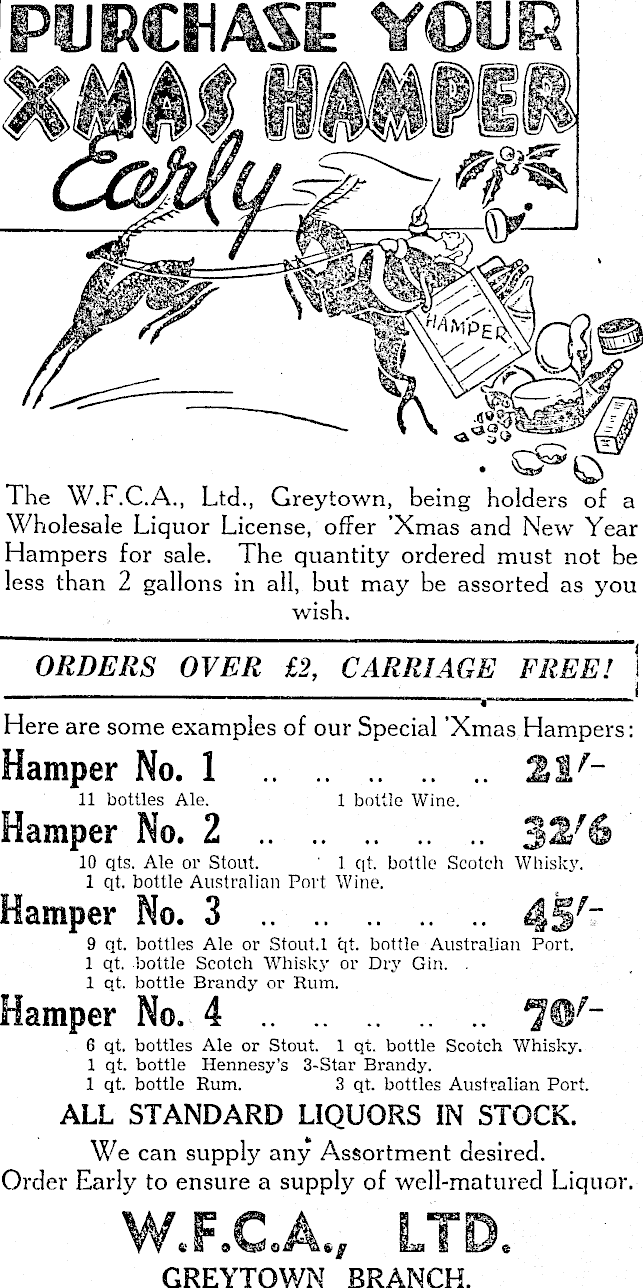 PURCHASE YOUR
XMAS HAMPER
Early
HAMPER
The W.F.C.A., Ltd., Greytown, being holders of a
Wholesale Liquor License, offer 'Xmas and New Year
Hampers for sale. The quantity ordered must not be
less than 2 gallons in all, but may be assorted as you
wish.
ORDERS OVER £2, CARRIAGE FREE!
Here are some examples of our Special 'Xmas Hampers:
Hamper No. 1 .. .. .. .. .. 21/-
11 bottles Ale. 1 bottle Wine.
Hamper No. 2 .. .. .. .. .. 32/6
10 qts. Ale or Stout. 1 qt. bottle Scotch Whisky.
1 qt. bottle Australian Port Wine.
Hamper No. 3 .. .. .. .. .. 45/-
9 qt. bottles Ale or Stout.1 qt. bottle Australian Port.
1 qt. bottle Scotch Whisky or Dry Gin.
1 qt. bottle Brandy or Rum.
Hamper No. 4 .. .. .. .. .. 70/-
6 qt. bottles Ale or Stout. 1 qt. bottle Scotch Whisky.
1 qt. bottle Hennesy's 3-Star Brandy.
1 qt. bottle Rum. 3 qt. bottles Australian Port.
ALL STANDARD LIQUORS IN STOCK.
We can supply any Assortment desired.
Order Early to ensure a supply of well-matured Liquor.
W.F.C.A., LTD.
GREYTOWN BRANCH.